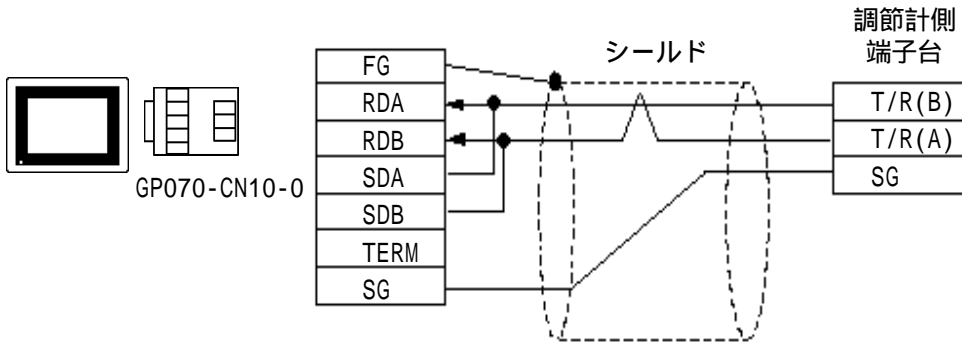 調節計側
端子台
シールド
FG
RDA
RDB
SDA
SDB
TERM
SG
GP070-CN10-0
T/R(B)
T/R(A)
SG